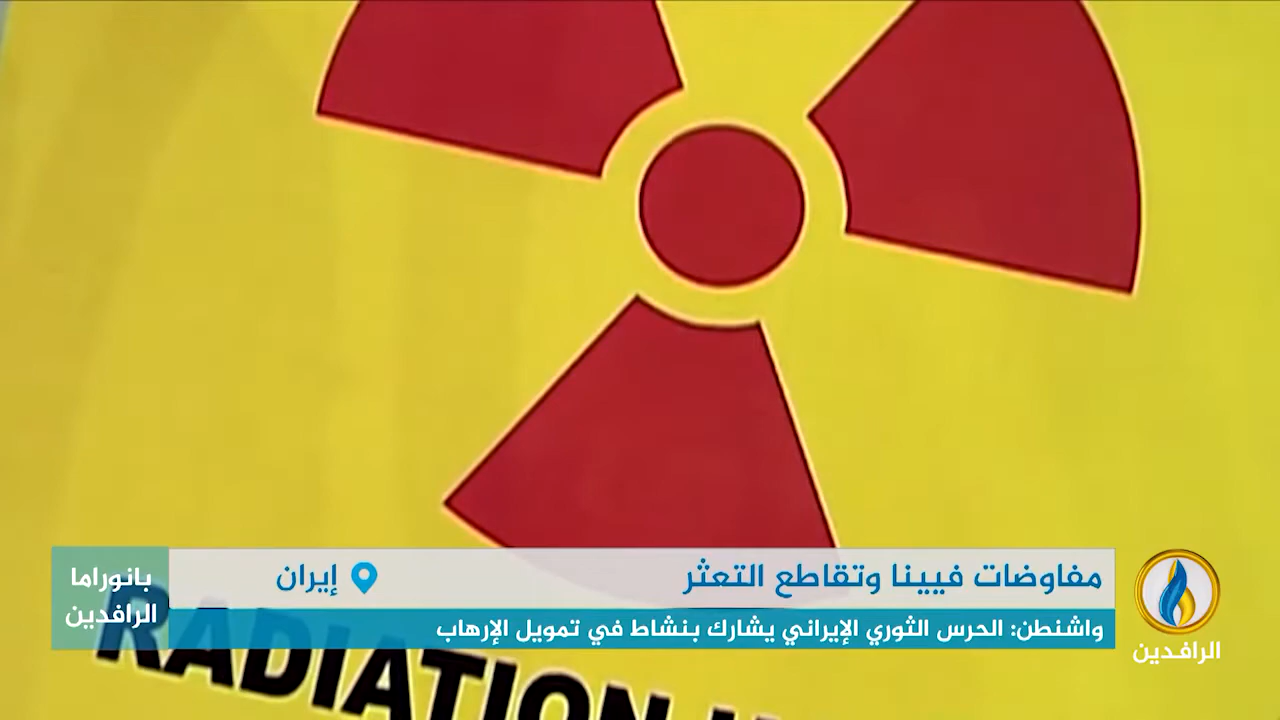 مفاوضات فيينا وتقاطع التعثر
إيران
واشنطن: الحرس الثوري الإيراني يشارك بنشاط في تمويل الإرهاب
بانوراما
الرافدين
الرافدين
RADIATION